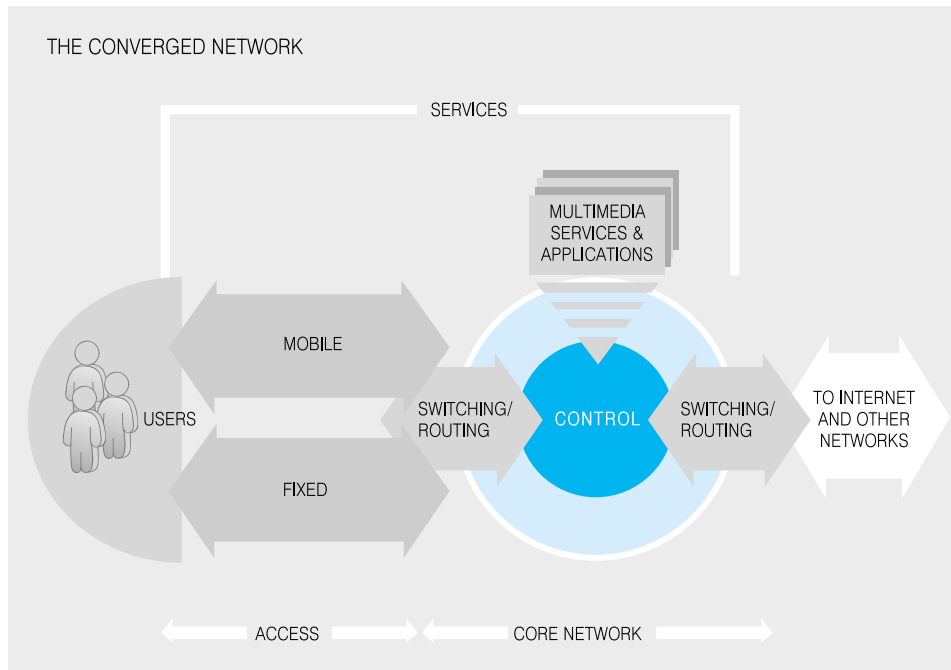 THE CONVERGED NETWORK
SERVICES
MULTIMEDIA
SERVICES &
APPLICATIONS
MOBILE
USERS
SWITCHING/
ROUTING
CONTROL
SWITCHING/
ROUTING
TO INTERNET
AND OTHER
NETWORKS
FIXED
ACCESS
CORE NETWORK